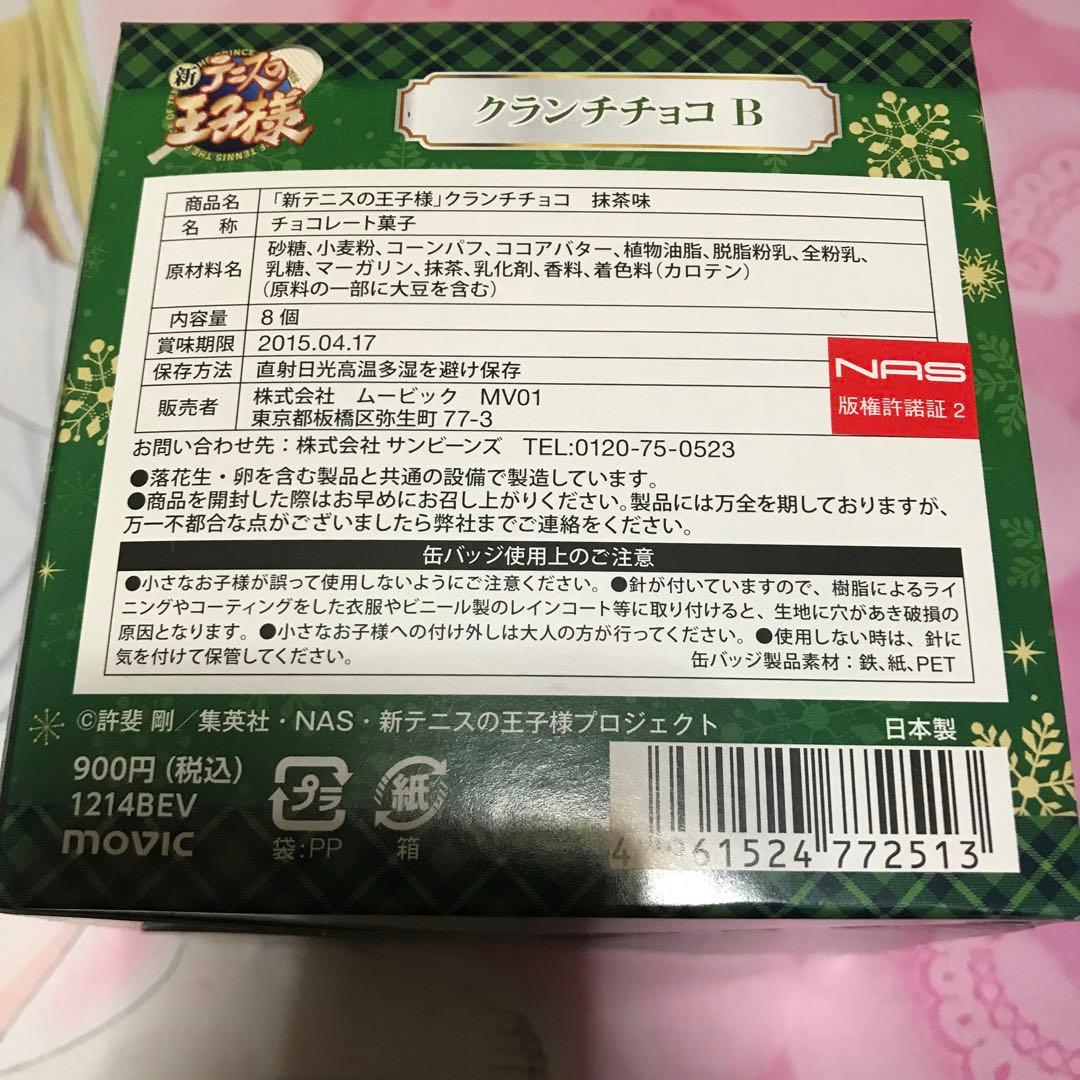 新テニスの
王子様
クランチチョコ B
商品名 「新テニスの王子様」クランチチョコ　抹茶味
名　称 チョコレート菓子
原材料名 砂糖、小麦粉、コーンパフ、ココアバター、植物油脂、脱脂粉乳、全粉乳、
乳糖、マーガリン、抹茶、乳化剤、香料、着色料（カロテン）
（原料の一部に大豆を含む）
内容量 8個
賞味期限 2015.04.17
保存方法 直射日光高温多湿を避け保存
販売者 株式会社　ムービック　MV01
東京都板橋区弥生町 77-3
NAS
版権許諾証 2
お問い合わせ先：株式会社 サンビーンズ　TEL:0120-75-0523
●落花生・卵を含む製品と共通の設備で製造しています。
●商品を開封した際はお早めにお召し上がりください。製品には万全を期しておりますが、
万一不都合な点がございましたら弊社までご連絡をください。
缶バッジ使用上のご注意
●小さなお子様が誤って使用しないようにご注意ください。●針が付いていますので、樹脂によるライ
ニングやコーティングをした衣服やビニール製のレインコート等に取り付けると、生地に穴があき破損の
原因となります。●小さなお子様への付け外しは大人の方が行ってください。●使用しない時は、針に
気を付けて保管してください。　缶バッジ製品素材：鉄、紙、PET
©許斐 剛／集英社・NAS・新テニスの王子様プロジェクト
日本製
900円（税込）
1214BEV
movic
プラ
袋:PP
紙
箱
4 961524 772513